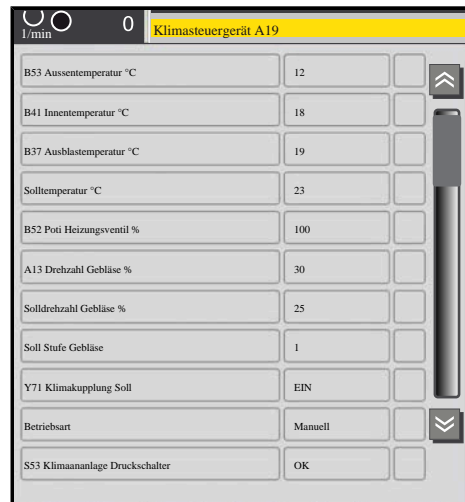 1/min 0 Klimasteuergerät A19
B53 Aussentemperatur °C 12
B41 Innentemperatur °C 18
B37 Ausblastemperatur °C 19
Solltemperatur °C 23
B52 Poti Heizungsventil % 100
A13 Drehzahl Gebläse % 30
Solldrehzahl Gebläse % 25
Soll Stufe Gebläse 1
Y71 Klimakupplung Soll EIN
Betriebsart Manuell
S53 Klimaananlage Druckschalter OK